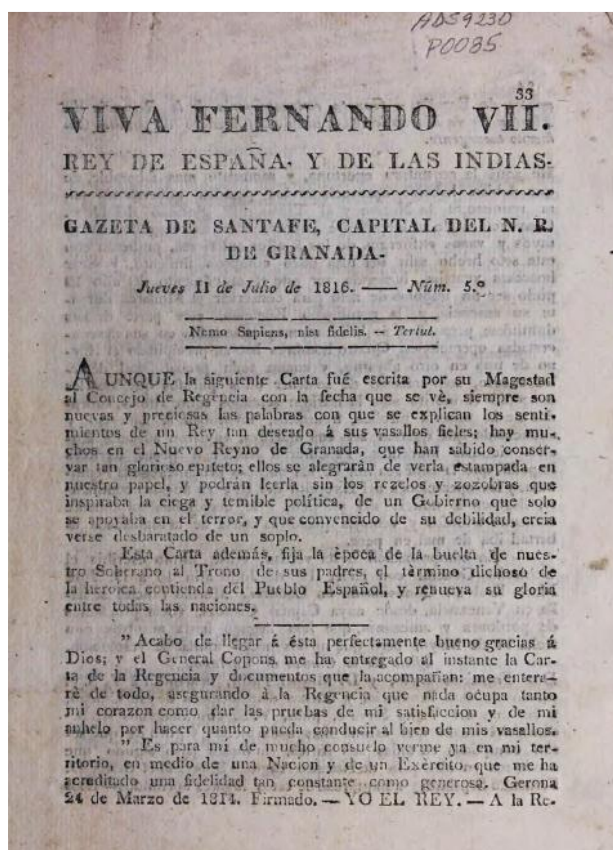 ADS9230
P0085
33
VIVA FERNANDO VII.
REY DE ESPAÑA. Y DE LAS INDIAS.
GAZETA DE SANTAFE, CAPITAL DEL N. R.
DE GRANADA.
Jueves II de Julio de 1816. — Núm. 5.º
Nemo Sapiens, nisi fidelis. -- Tertul.
AUNQUE la siguiente Carta fué escrita por su Magestad
al Concejo de Regencia con la fecha que se vè, siempre son
nuevas y preciosas las palabras con que se explican los senti-
mientos de un Rey tan deseado á sus vasallos fieles; hay mu-
chos en el Nuevo Reyno de Granada, que han sabido conser-
var tan glorioso epiteto; ellos se alegrarán de verla estampada en
nuestro papel, y podrán leerla sin los rezelos y zozobras que
inspiraba la ciega y temible política, de un Gobierno que solo
se apoyaba en el terror, y que convencido de su debilidad, creia
verse desbaratado de un soplo.
Esta Carta además, fija la època de la buelta de nues-
tro Soberano al Trono de sus padres, el tèrmino dichoso de
la heroica contienda del Pueblo Español, y renueva su gloria
entre todas las naciones.
" Acabo de llegar á ésta perfectamente bueno gracias á
Dios; y el General Copons me ha entregado al instante la Car-
ta de la Regencia y documentos que la acompañan: me entera-
rè de todo, asegurando à la Regencia que nada ocupa tanto
mi corazon como dar las pruebas de mi satisfaccion y de mi
anhelo por hacer quanto pueda conducir al bien de mis vasallos.
" Es para mí de mucho consuelo verme ya en mi ter-
ritorio, en medio de una Nacion y de un Exèrcito que me ha
acreditado una fidelidad tan constante como generosa. Gerona
24 de Marzo de 1814. Firmado. — YO EL REY. — A la Re-